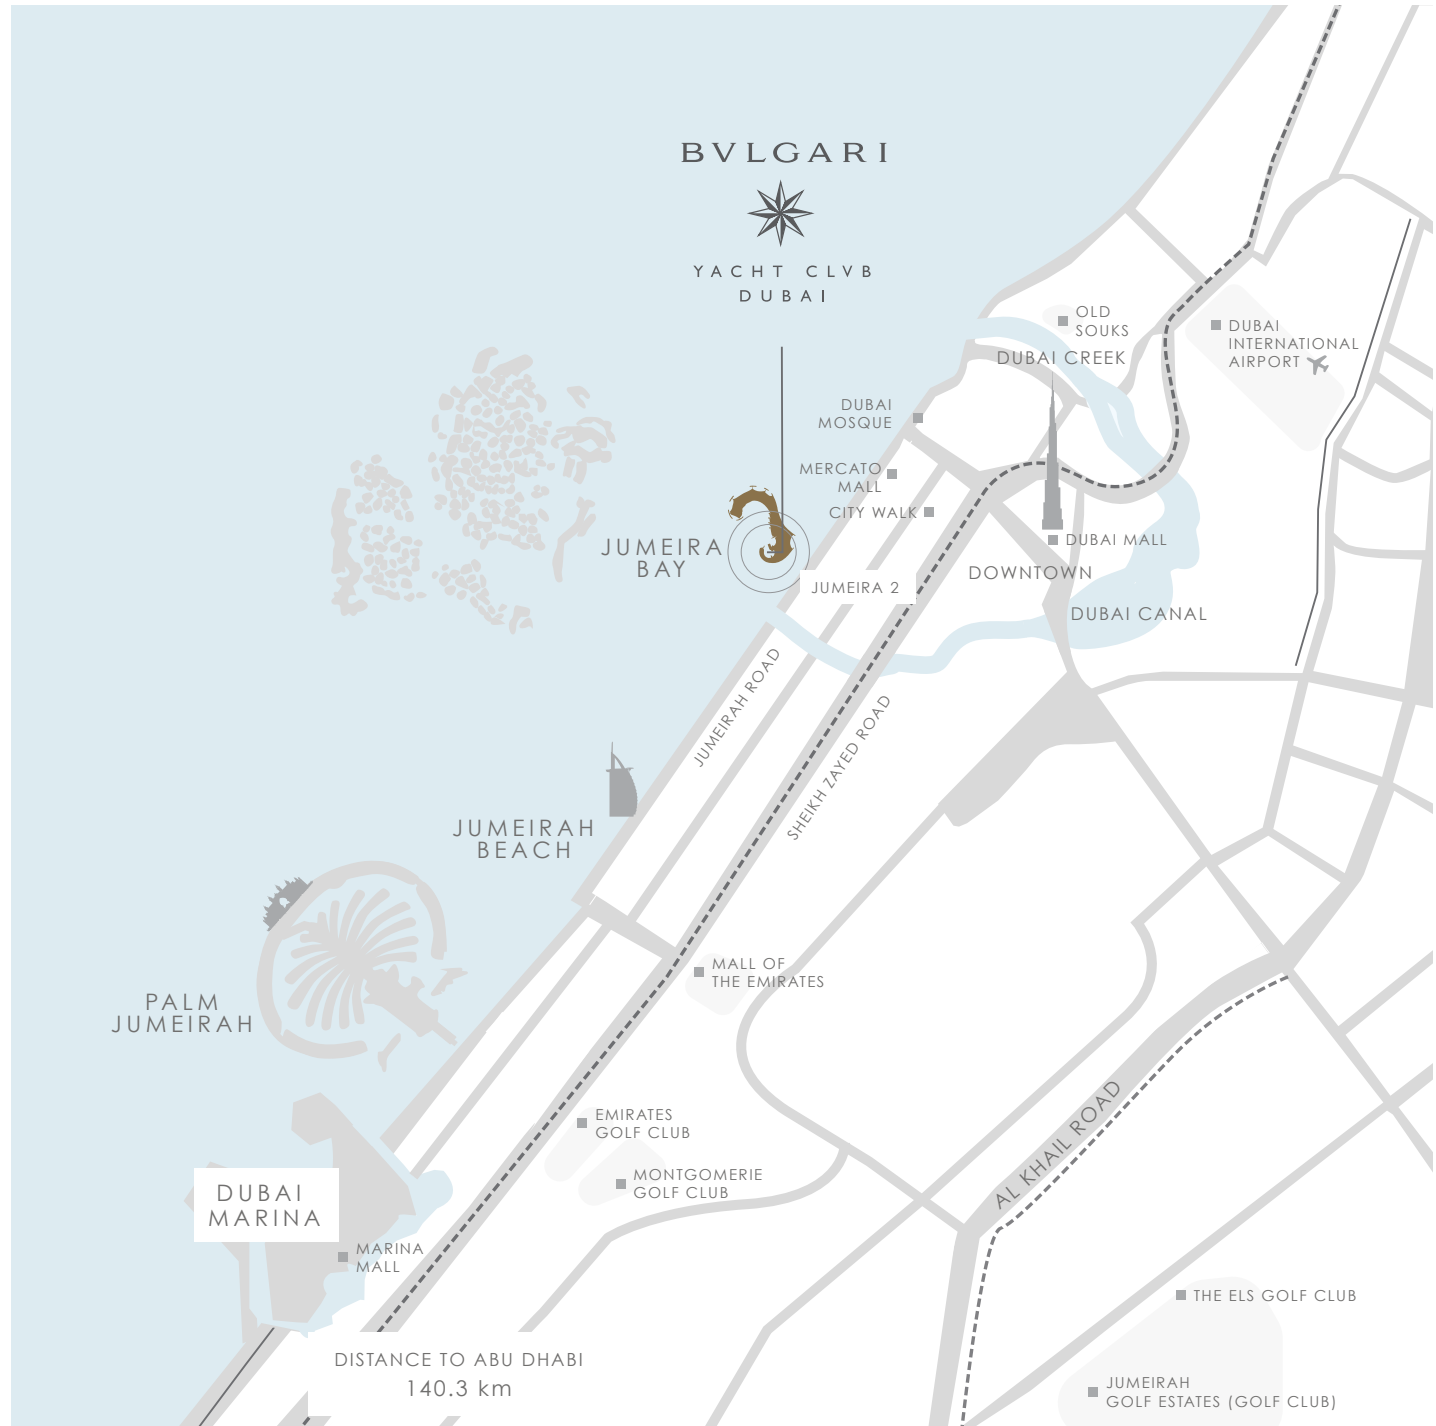 BVLGARI
YACHT CLVB
DUBAI
OLD
SOUKS
DUBAI
INTERNATIONAL
AIRPORT
DUBAI CREEK
DUBAI
MOSQUE
MERCATO
MALL
CITY WALK
DUBAI MALL
JUMEIRA
BAY
DOWNTOWN
JUMEIRA 2
DUBAI CANAL
JUMEIRAH ROAD
SHEIKH ZAYED ROAD
JUMEIRAH
BEACH
MALL OF
THE EMIRATES
PALM
JUMEIRAH
EMIRATES
GOLF CLUB
AL KHAIL ROAD
MONTGOMERIE
GOLF CLUB
DUBAI
MARINA
MARINA
MALL
THE ELS GOLF CLUB
DISTANCE TO ABU DHABI
140.3 km
JUMEIRAH
GOLF ESTATES (GOLF CLUB)